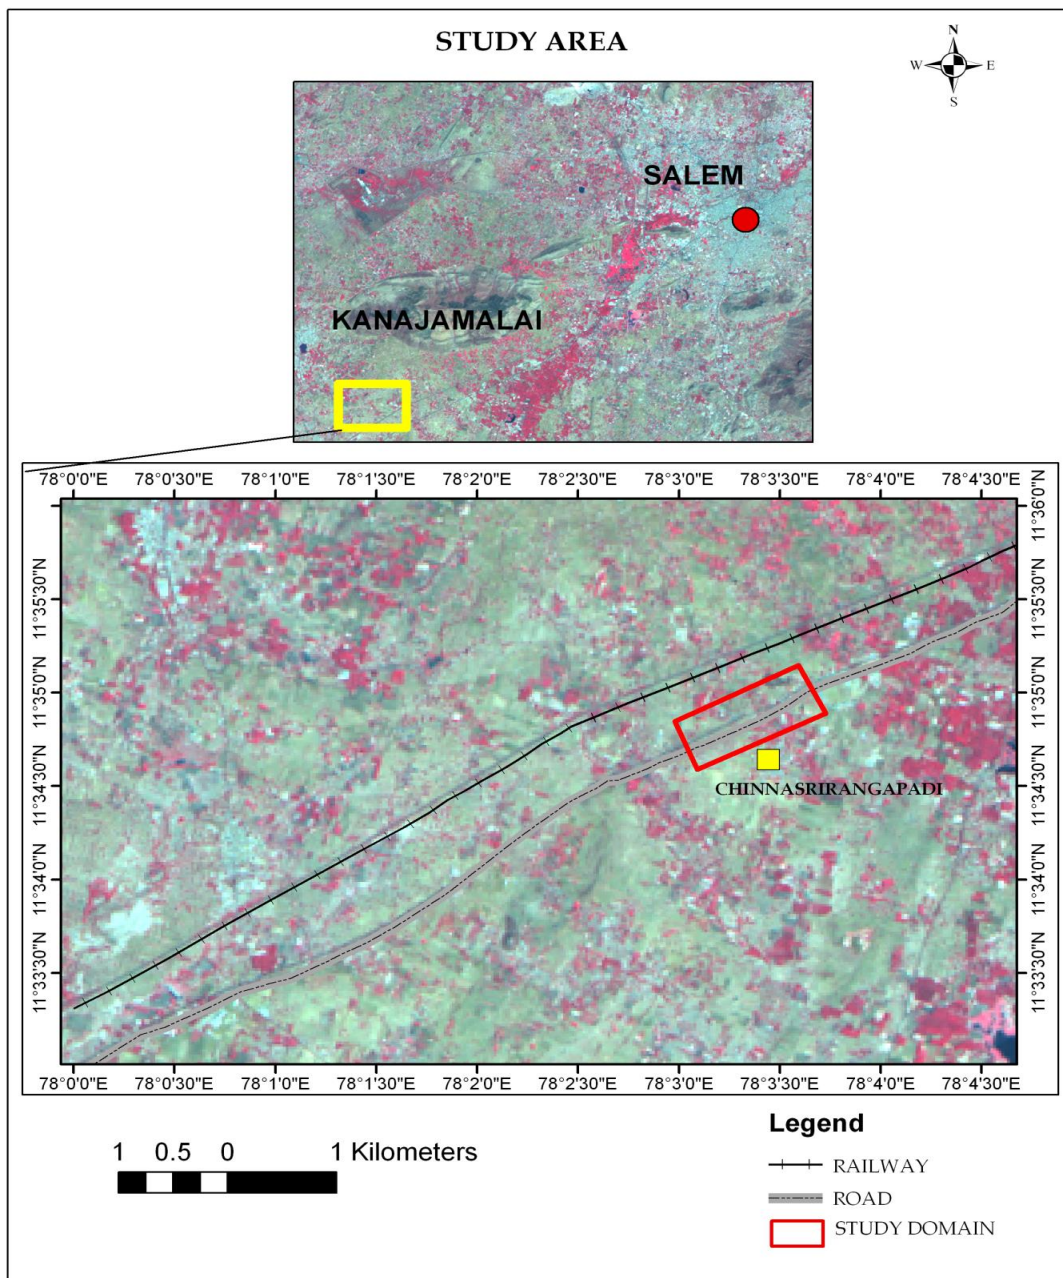 STUDY AREA
N
W E
S
SALEM
KANAJAMALAI
78°0'0"E 78°0'30"E 78°1'0"E 78°1'30"E 78°2'0"E 78°2'30"E 78°3'0"E 78°3'30"E 78°4'0"E 78°4'30"E
11°36'0"N
11°35'30"N 11°35'30"N
11°35'0"N 11°35'0"N
11°34'30"N 11°34'30"N
CHINNASRIRANGAPADI
11°34'0"N 11°34'0"N
11°33'30"N 11°33'30"N
78°0'0"E 78°0'30"E 78°1'0"E 78°1'30"E 78°2'0"E 78°2'30"E 78°3'0"E 78°3'30"E 78°4'0"E 78°4'30"E
1 0.5 0 1 Kilometers
Legend
RAILWAY
ROAD
STUDY DOMAIN